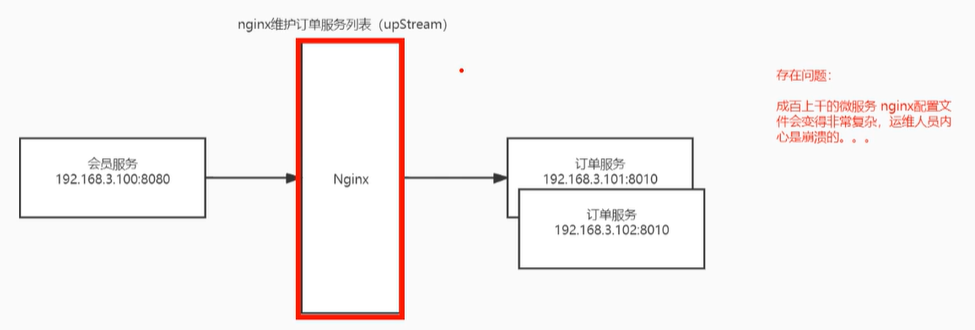 nginx维护订单服务列表（upStream）
存在问题：
成百上千的微服务 nginx配置文
件会变得非常复杂，运维人员内
心是崩溃的。。。
会员服务
192.168.3.100:8080
Nginx
订单服务
192.168.3.101:8010
订单服务
192.168.3.102:8010